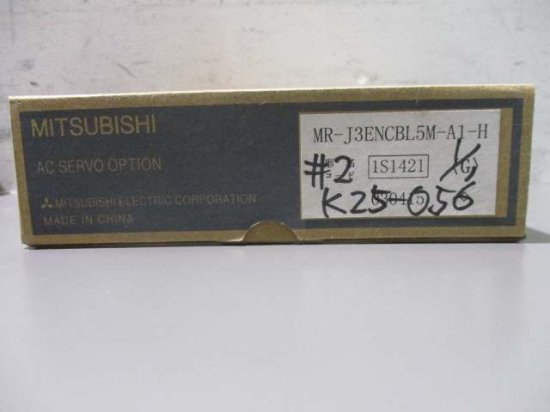 MITSUBISHI
AC SERVO OPTION
MITSUBISHI ELECTRIC CORPORATION
MADE IN CHINA
MR-J3ENCBL5M-A1-H
#2
1S1421
(G)
K25-056